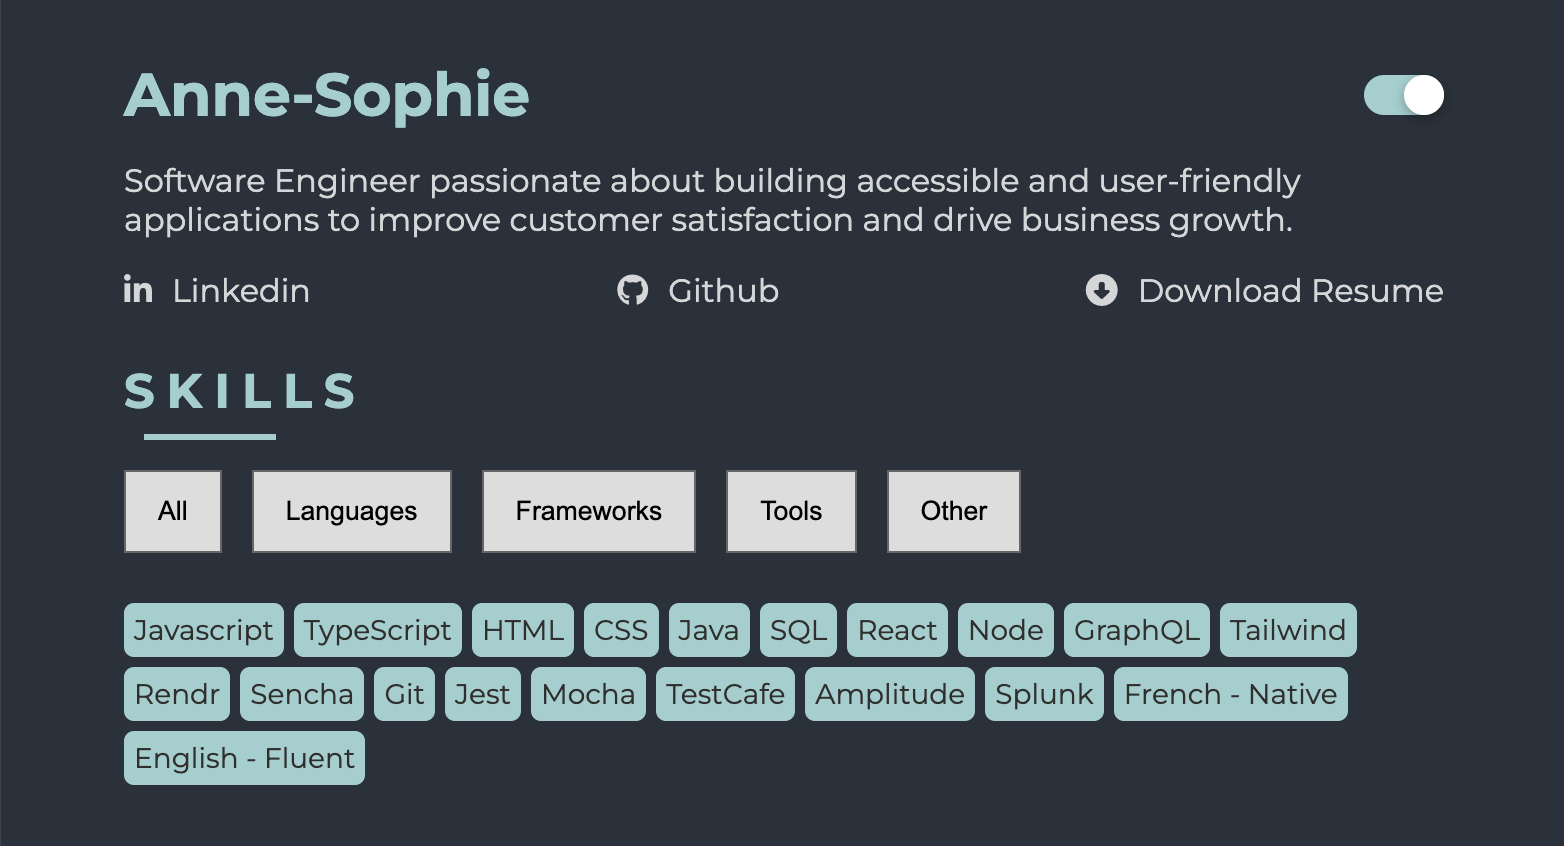 Anne-Sophie
Software Engineer passionate about building accessible and user-friendly
applications to improve customer satisfaction and drive business growth.
in Linkedin Github Download Resume
SKILLS
All Languages Frameworks Tools Other
Javascript TypeScript HTML CSS Java SQL React Node GraphQL Tailwind
Rendr Sencha Git Jest Mocha TestCafe Amplitude Splunk French - Native
English - Fluent